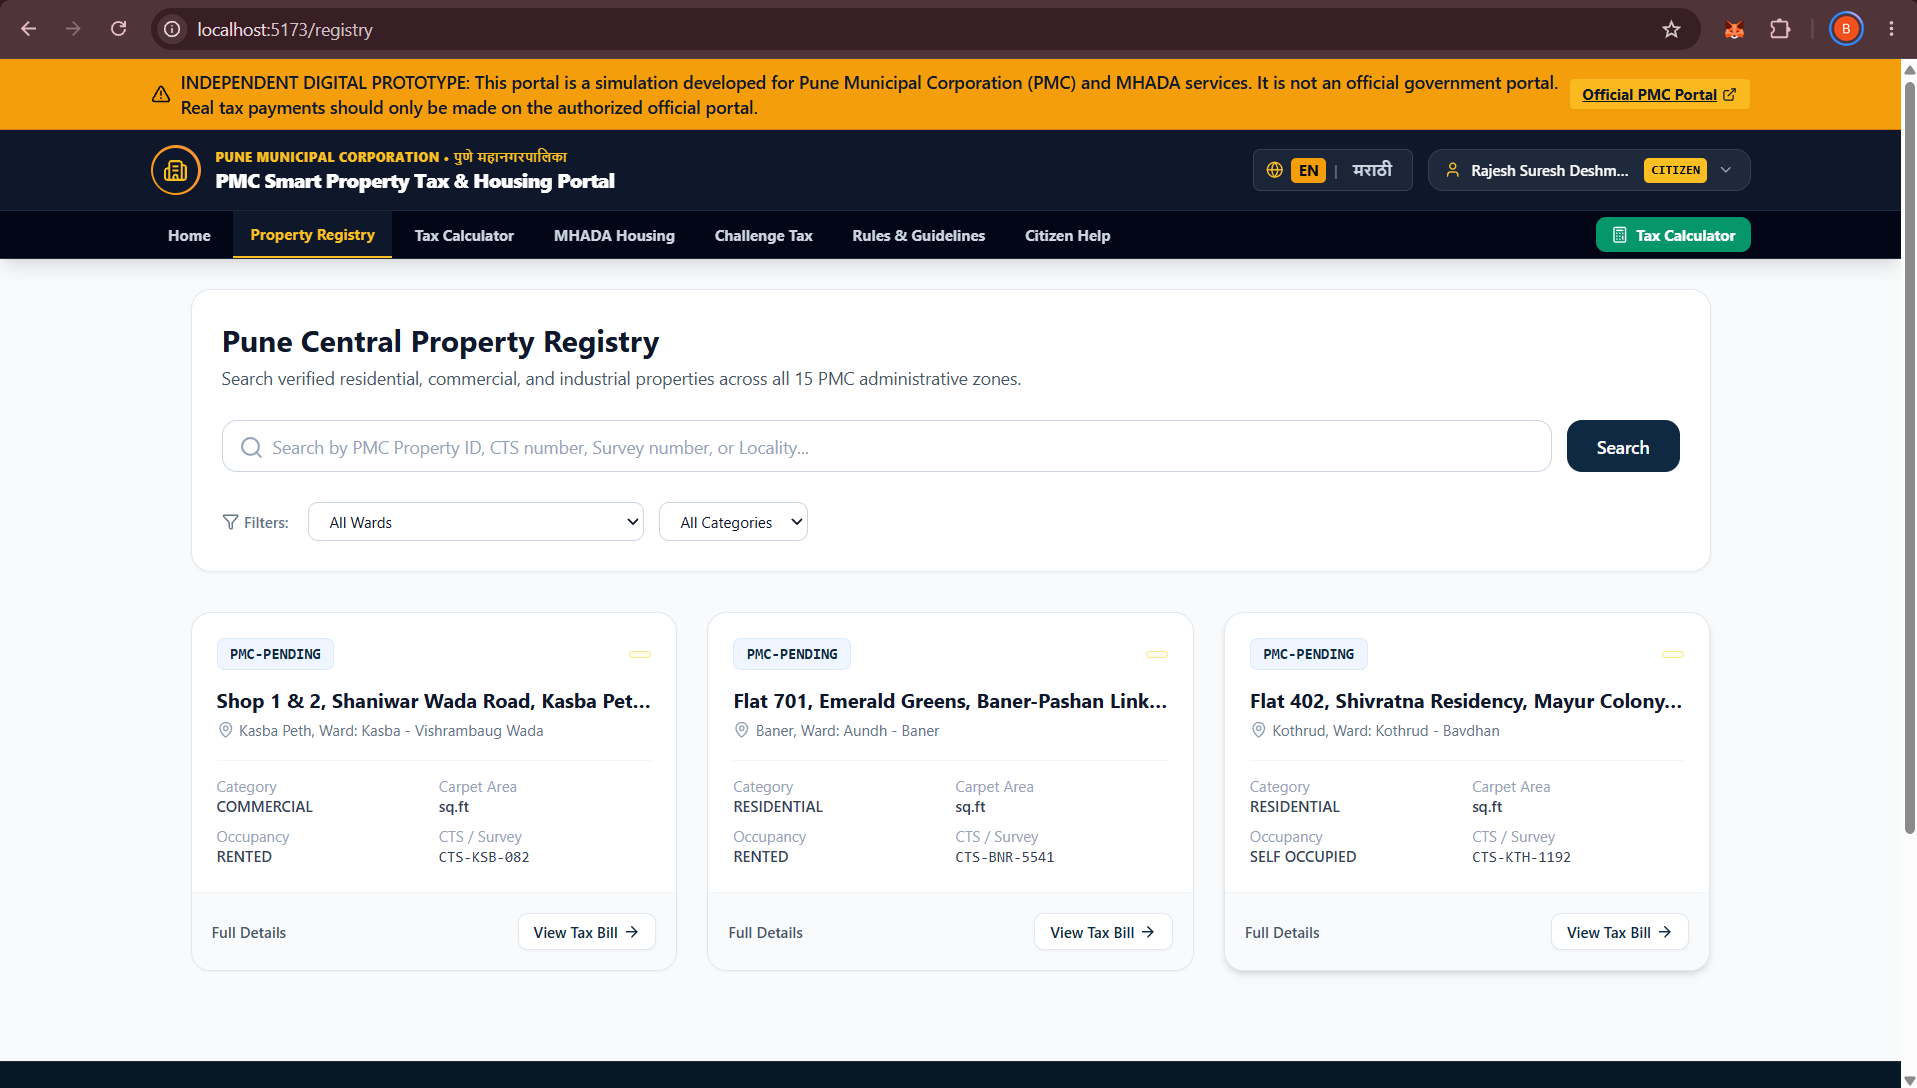 localhost:5173/registry
B
INDEPENDENT DIGITAL PROTOTYPE: This portal is a simulation developed for Pune Municipal Corporation (PMC) and MHADA services. It is not an official government portal.
Real tax payments should only be made on the authorized official portal.
Official PMC Portal
PUNE MUNICIPAL CORPORATION • पुणे महानगरपालिका
PMC Smart Property Tax & Housing Portal
EN | मराठी
Rajesh Suresh Deshm... CITIZEN
Home Property Registry Tax Calculator MHADA Housing Challenge Tax Rules & Guidelines Citizen Help Tax Calculator
Pune Central Property Registry
Search verified residential, commercial, and industrial properties across all 15 PMC administrative zones.
Search by PMC Property ID, CTS number, Survey number, or Locality...
Search
Filters: All Wards All Categories
PMC-PENDING
Shop 1 & 2, Shaniwar Wada Road, Kasba Pet...
Kasba Peth, Ward: Kasba - Vishrambaug Wada
Category Carpet Area
COMMERCIAL sq.ft
Occupancy CTS / Survey
RENTED CTS-KSB-082
Full Details View Tax Bill →
PMC-PENDING
Flat 701, Emerald Greens, Baner-Pashan Link...
Baner, Ward: Aundh - Baner
Category Carpet Area
RESIDENTIAL sq.ft
Occupancy CTS / Survey
RENTED CTS-BNR-5541
Full Details View Tax Bill →
PMC-PENDING
Flat 402, Shivratna Residency, Mayur Colony...
Kothrud, Ward: Kothrud - Bavdhan
Category Carpet Area
RESIDENTIAL sq.ft
Occupancy CTS / Survey
SELF OCCUPIED CTS-KTH-1192
Full Details View Tax Bill →